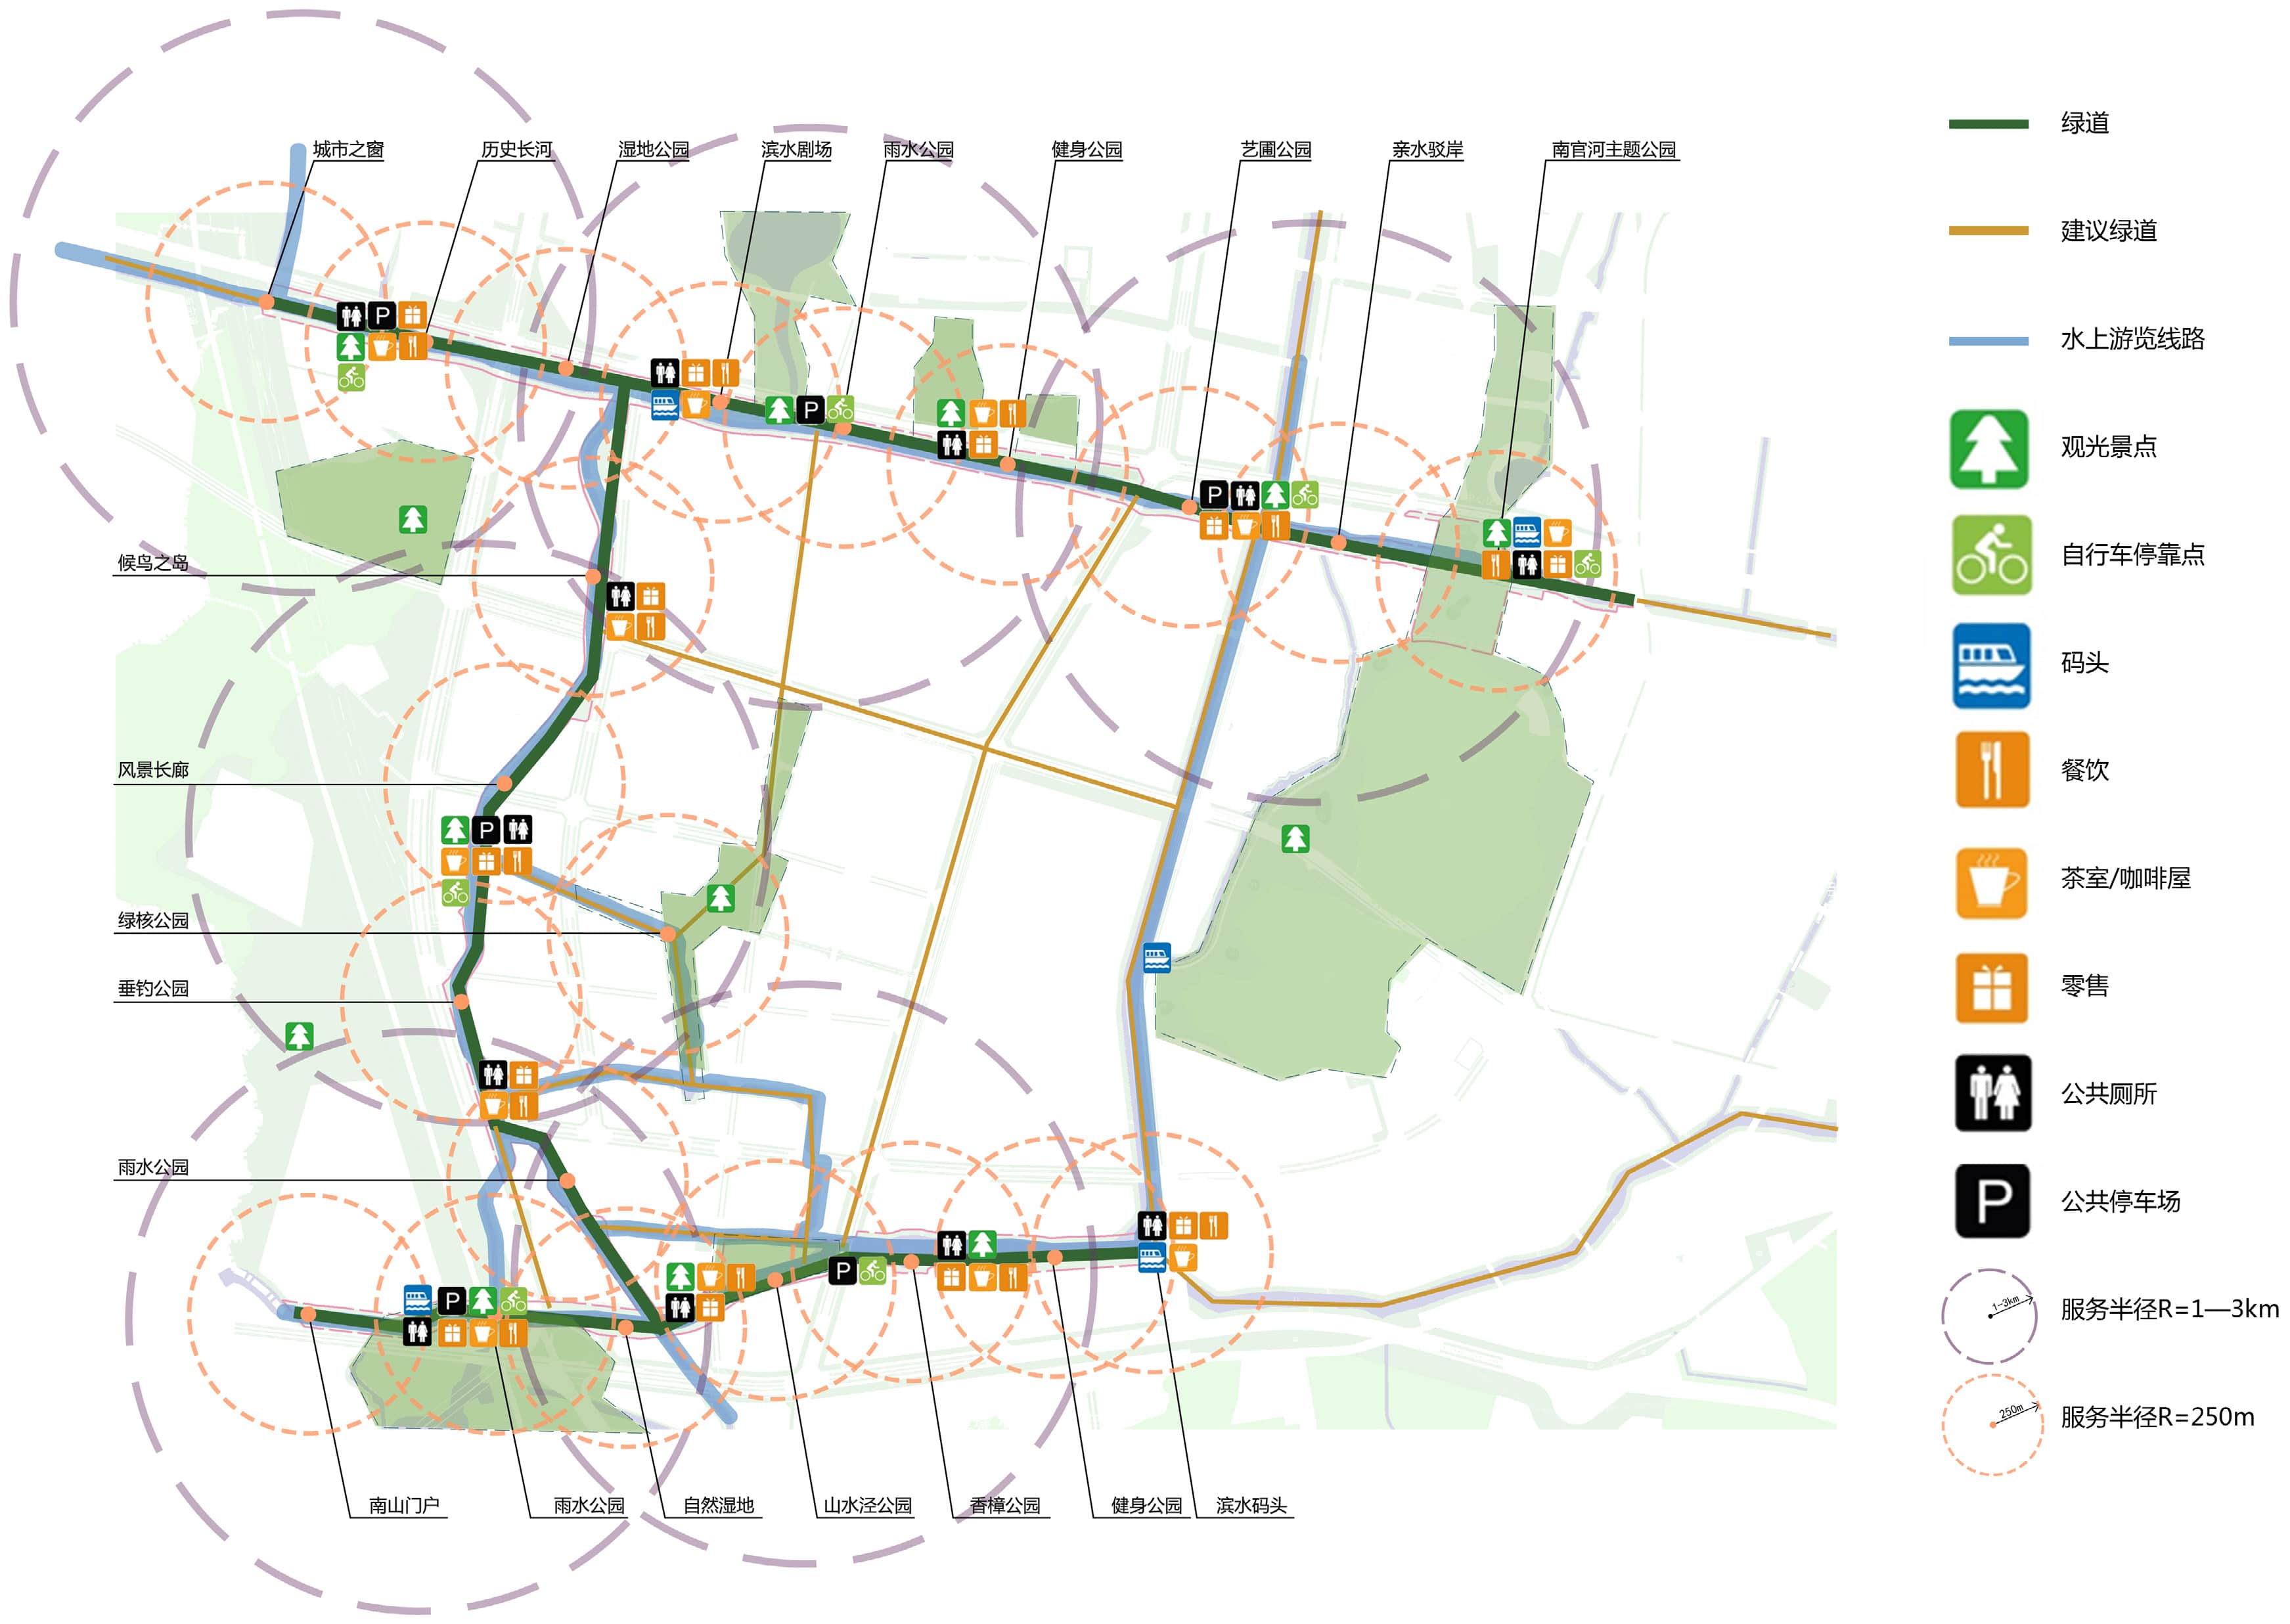 城市之窗
历史长河
湿地公园
滨水剧场
雨水公园
健身公园
艺圃公园
亲水驳岸
南官河主题公园
候鸟之岛
风景长廊
绿核公园
垂钓公园
雨水公园
南山门户
雨水公园
自然湿地
山水泾公园
香樟公园
健身公园
滨水码头
P
P
P
P
P
P
绿道
建议绿道
水上游览线路
观光景点
自行车停靠点
码头
餐饮
茶室/咖啡屋
零售
公共厕所
P 公共停车场
1-3km 服务半径R=1—3km
250m 服务半径R=250m